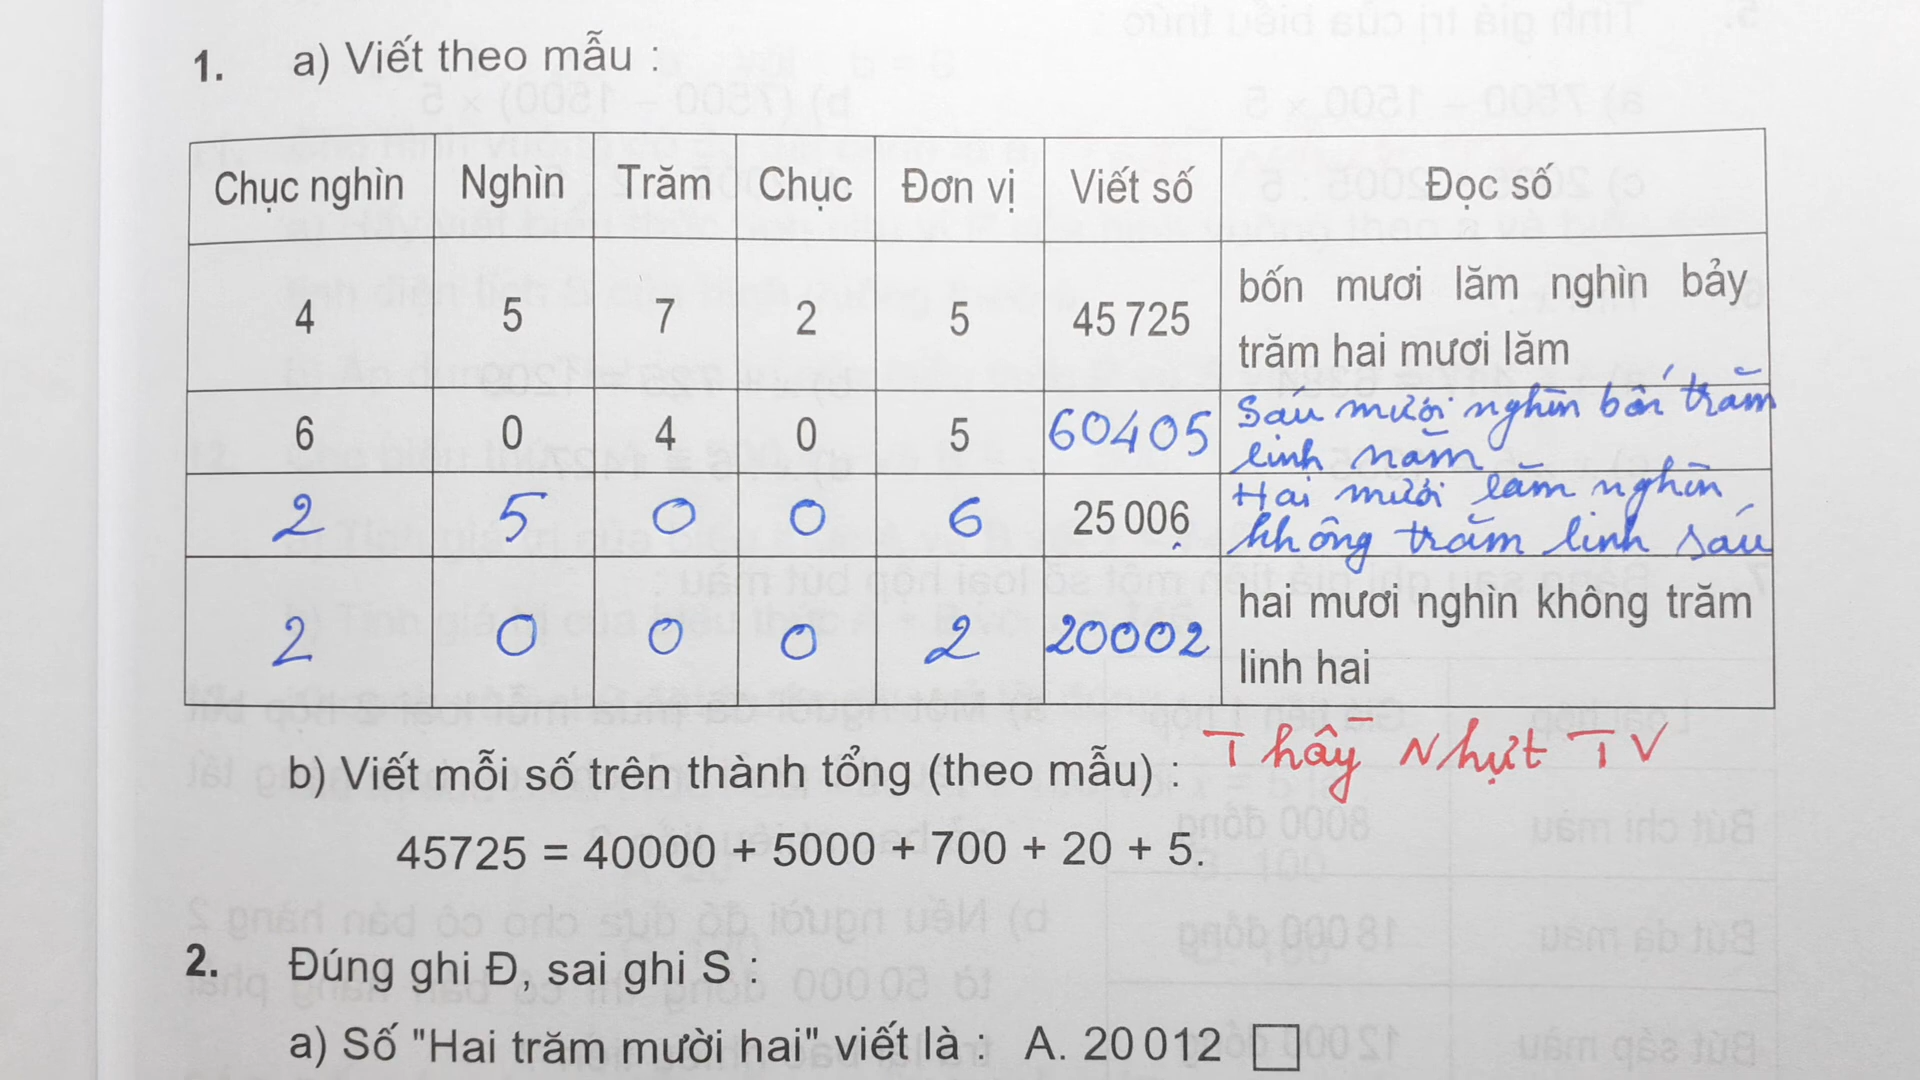 1. a) Viết theo mẫu :
Chục nghìn Nghìn Trăm Chục Đơn vị Viết số Đọc số
4 5 7 2 5 45 725 bốn mươi lăm nghìn bảy
trăm hai mươi lăm
6 0 4 0 5 60405 Sáu mươi nghìn bốn trăm
linh năm
2 5 0 0 6 25 006 Hai mươi lăm nghìn
không trăm linh sáu
2 0 0 0 2 20002 hai mươi nghìn không trăm
linh hai
Thầy Nhựt TV
b) Viết mỗi số trên thành tổng (theo mẫu) :
45725 = 40000 + 5000 + 700 + 20 + 5.
2. Đúng ghi Đ, sai ghi S :
a) Số "Hai trăm mười hai" viết là : A. 20 012